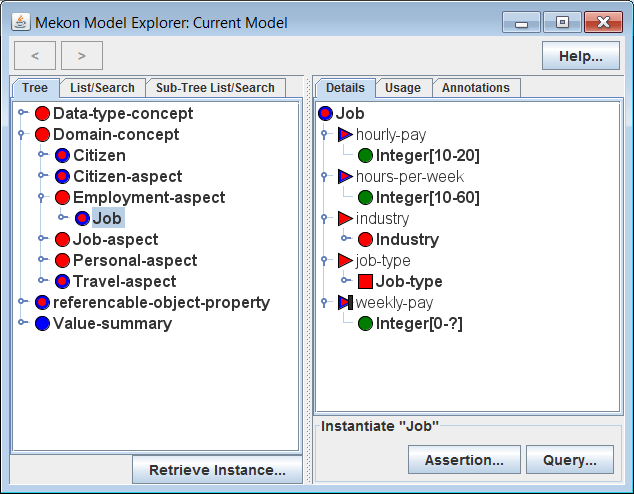 Mekon Model Explorer: Current Model
< > Help...
Tree List/Search Sub-Tree List/Search
Data-type-concept
Domain-concept
Citizen
Citizen-aspect
Employment-aspect
Job
Job-aspect
Personal-aspect
Travel-aspect
referencable-object-property
Value-summary
Retrieve Instance...
Details Usage Annotations
Job
hourly-pay
Integer[10-20]
hours-per-week
Integer[10-60]
industry
Industry
job-type
Job-type
weekly-pay
Integer[0-?]
Instantiate "Job"
Assertion... Query...